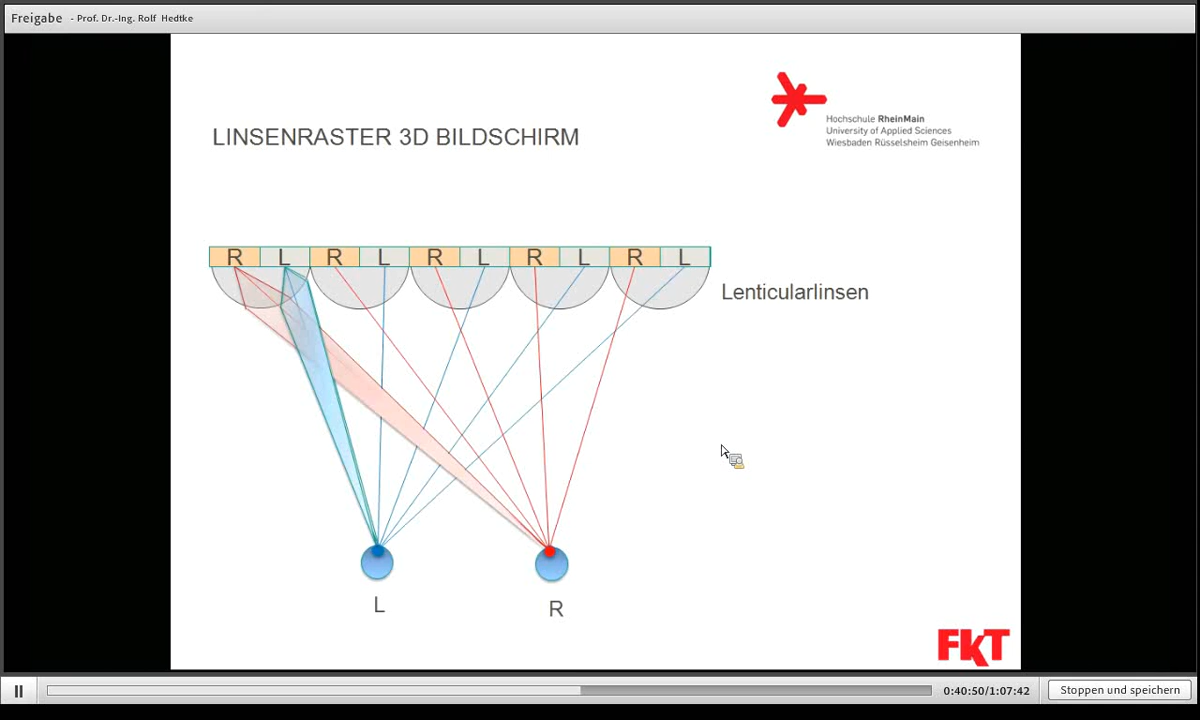 Freigabe - Prof. Dr.-Ing. Rolf Hedtke
Hochschule RheinMain
University of Applied Sciences
Wiesbaden Rüsselsheim Geisenheim
LINSENRASTER 3D BILDSCHIRM
R L R L R L R L R L
Lenticularlinsen
L R
FKT
0:40:50/1:07:42 Stoppen und speichern